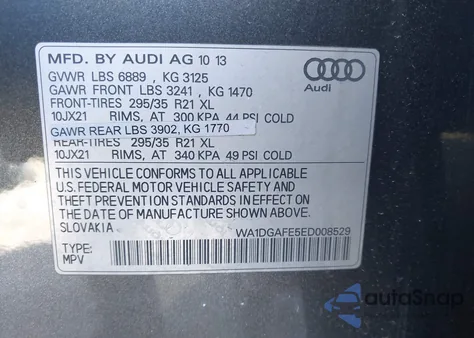 MFD. BY AUDI AG 10 13
GVWR LBS 6889 , KG 3125
GAWR FRONT LBS 3241 , KG 1470
FRONT-TIRES 295/35 R21 XL
10JX21 RIMS, AT 300 KPA 44 PSI COLD
GAWR REAR LBS 3902, KG 1770
REAR-TIRES 295/35 R21 XL
10JX21 RIMS, AT 340 KPA 49 PSI COLD
Audi
THIS VEHICLE CONFORMS TO ALL APPLICABLE
U.S. FEDERAL MOTOR VEHICLE SAFETY AND
THEFT PREVENTION STANDARDS IN EFFECT ON
THE DATE OF MANUFACTURE SHOWN ABOVE.
SLOVAKIA
WA1DGAFE5ED008529
TYPE:
MPV
autoSnap